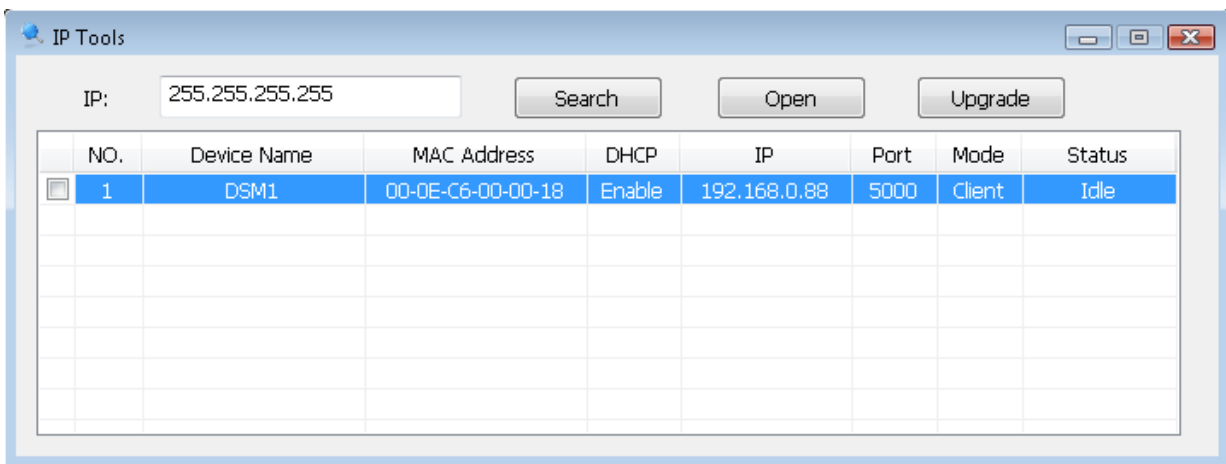 IP Tools
IP: 255.255.255.255 Search Open Upgrade
NO. Device Name MAC Address DHCP IP Port Mode Status
1 DSM1 00-0E-C6-00-00-18 Enable 192.168.0.88 5000 Client Idle